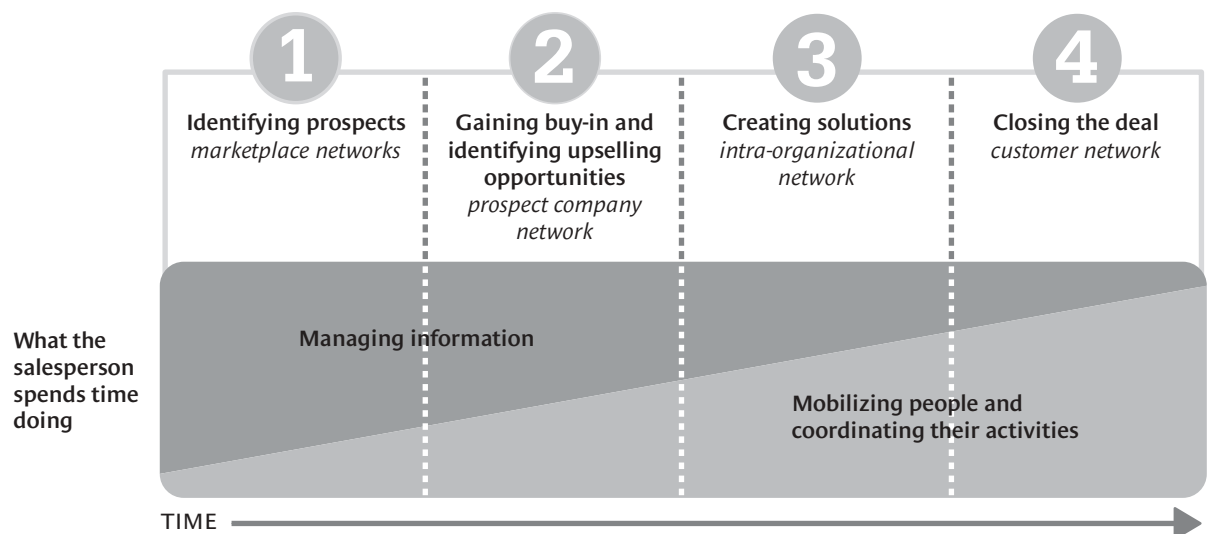 1
Identifying prospects
marketplace networks
2
Gaining buy-in and
identifying upselling
opportunities
prospect company
network
3
Creating solutions
intra-organizational
network
4
Closing the deal
customer network
What the
salesperson
spends time
doing
Managing information
Mobilizing people and
coordinating their activities
TIME